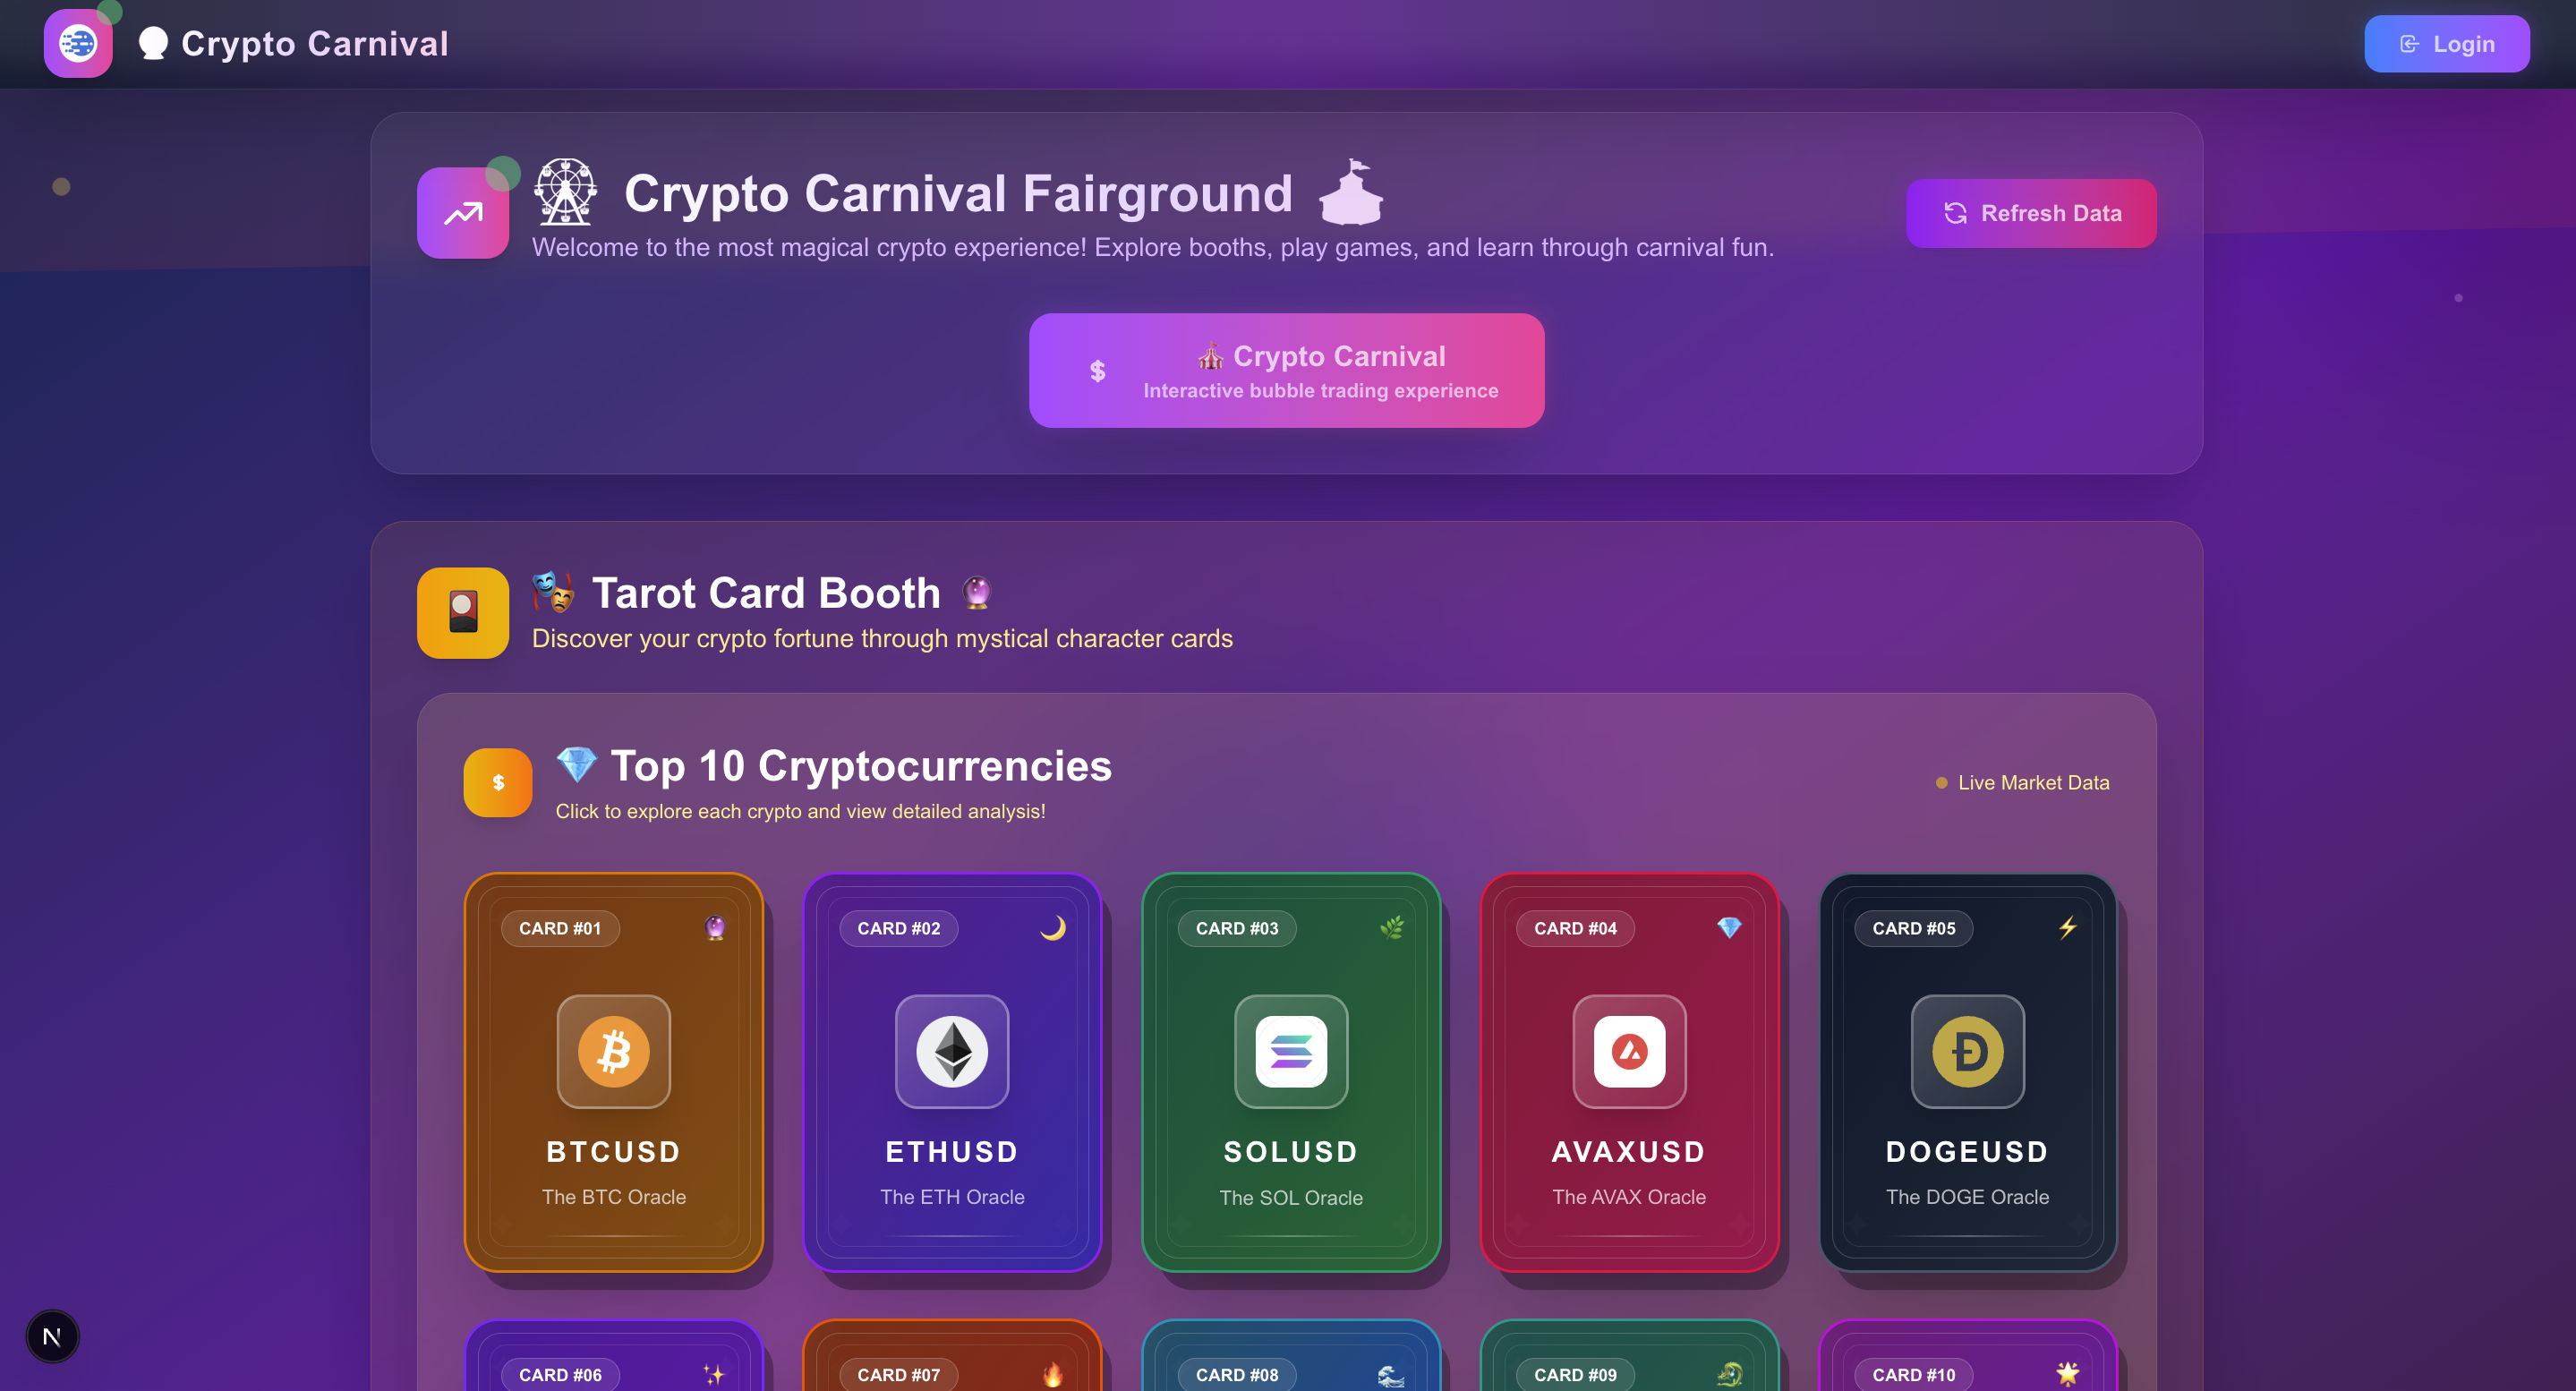 Crypto Carnival
Login
Crypto Carnival Fairground
Welcome to the most magical crypto experience! Explore booths, play games, and learn through carnival fun.
Refresh Data
$
Crypto Carnival
Interactive bubble trading experience
Tarot Card Booth
Discover your crypto fortune through mystical character cards
$
Top 10 Cryptocurrencies
Click to explore each crypto and view detailed analysis!
Live Market Data
CARD #01
BTCUSD
The BTC Oracle
CARD #02
ETHUSD
The ETH Oracle
CARD #03
SOLUSD
The SOL Oracle
CARD #04
AVAXUSD
The AVAX Oracle
CARD #05
DOGEUSD
The DOGE Oracle
CARD #06
CARD #07
CARD #08
CARD #09
CARD #10
N